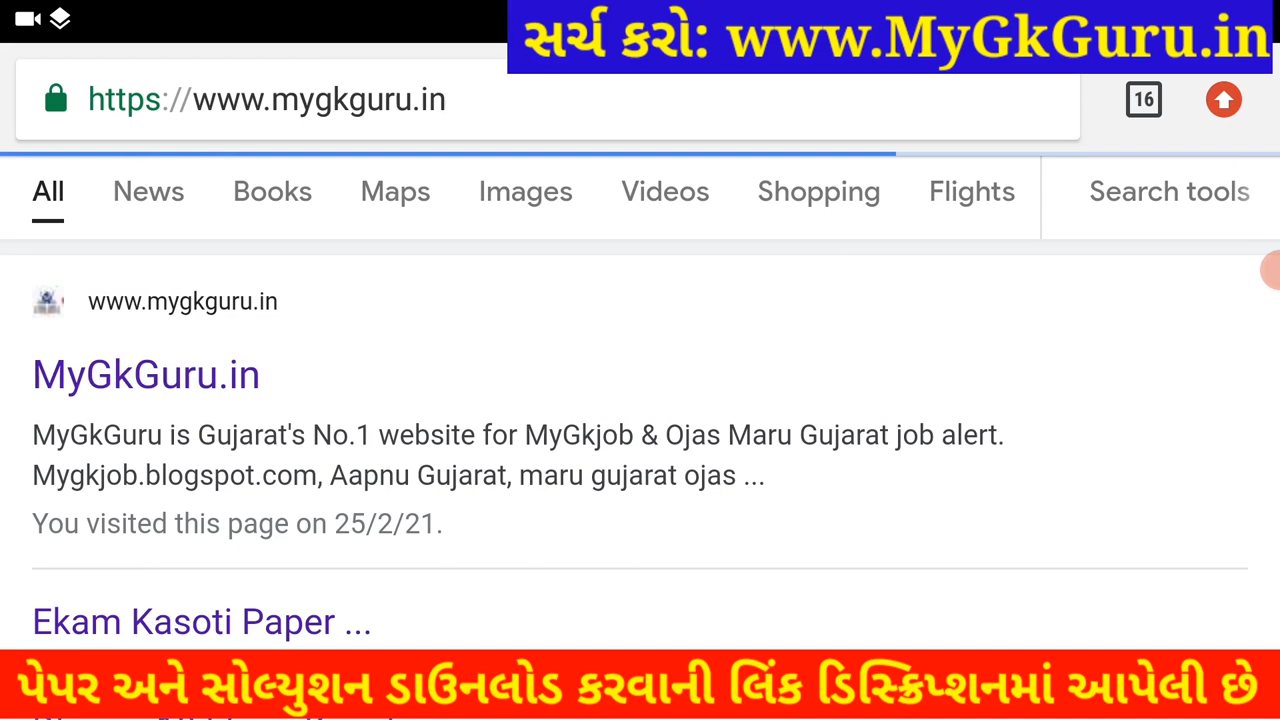 સર્ચ કરો: www.MyGkGuru.in
https://www.mygkguru.in
16
All News Books Maps Images Videos Shopping Flights Search tools
www.mygkguru.in
MyGkGuru.in
MyGkGuru is Gujarat's No.1 website for MyGkjob & Ojas Maru Gujarat job alert.
Mygkjob.blogspot.com, Aapnu Gujarat, maru gujarat ojas ...
You visited this page on 25/2/21.
Ekam Kasoti Paper ...
પેપર અને સોલ્યુશન ડાઉનલોડ કરવાની લિંક ડિસ્ક્રિપ્શનમાં આપેલી છે